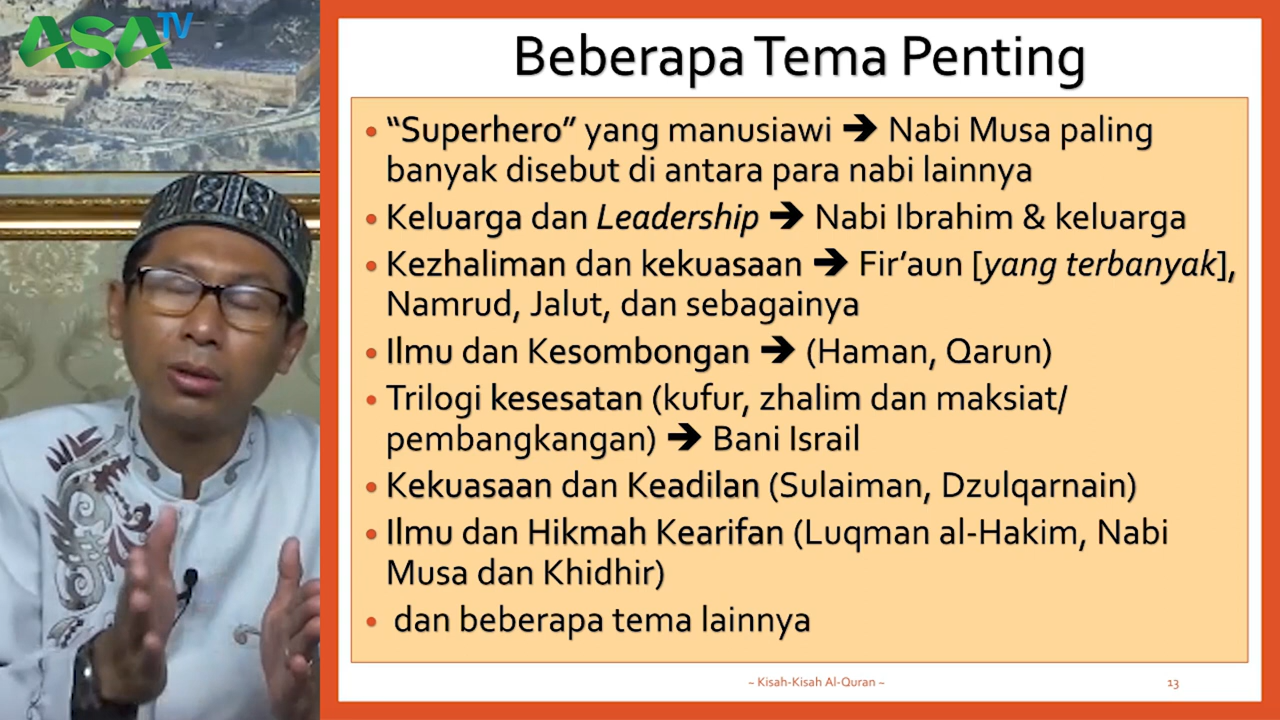 ASA TV
Beberapa Tema Penting
• “Superhero” yang manusiawi ➔ Nabi Musa paling
banyak disebut di antara para nabi lainnya
• Keluarga dan Leadership ➔ Nabi Ibrahim & keluarga
• Kezhaliman dan kekuasaan ➔ Fir’aun [yang terbanyak],
Namrud, Jalut, dan sebagainya
• Ilmu dan Kesombongan ➔ (Haman, Qarun)
• Trilogi kesesatan (kufur, zhalim dan maksiat/
pembangkangan) ➔ Bani Israil
• Kekuasaan dan Keadilan (Sulaiman, Dzulqarnain)
• Ilmu dan Hikmah Kearifan (Luqman al-Hakim, Nabi
Musa dan Khidhir)
• dan beberapa tema lainnya
~ Kisah-Kisah Al-Quran ~
13